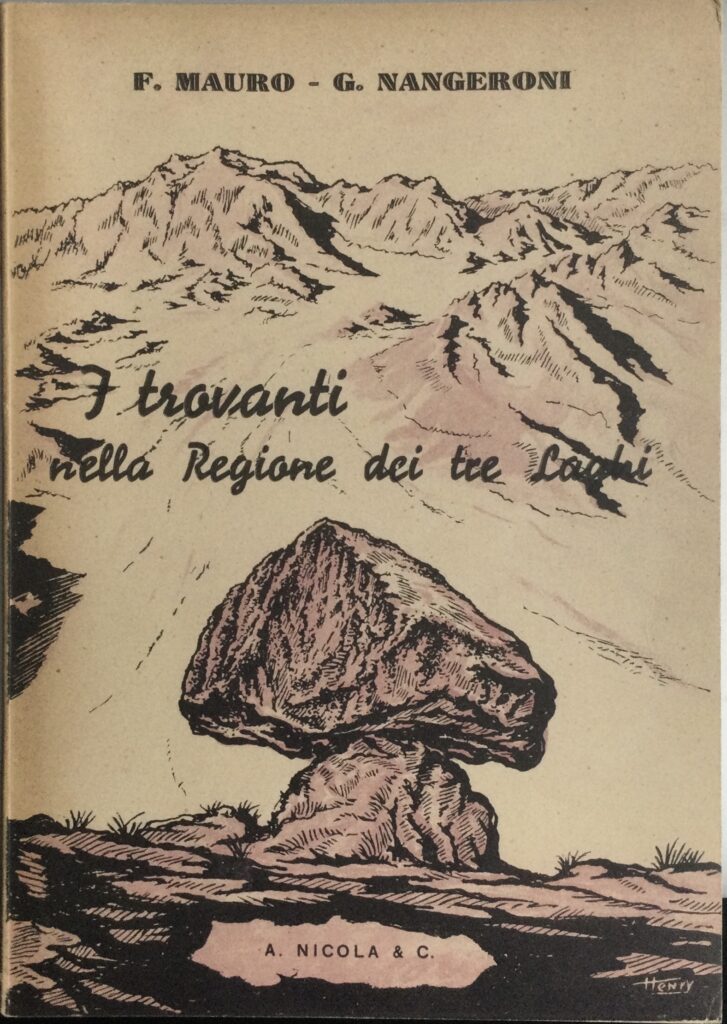 F. MAURO - G. NANGERONI
I trovanti
nella Regione dei tre Laghi
A. NICOLA & C.
HENRY